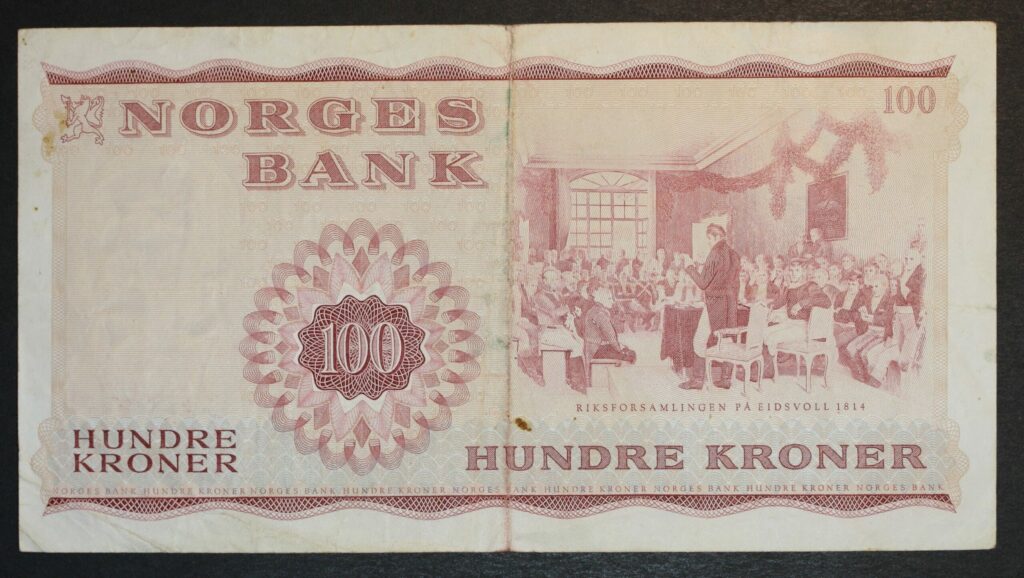 NORGES
BANK
100
100
RIKSFORSAMLINGEN PÅ EIDSVOLL 1814
HUNDRE
KRONER
HUNDRE KRONER
NORGES BANK HUNDRE KRONER NORGES BANK HUNDRE KRONER NORGES BANK HUNDRE KRONER NORGES BANK HUNDRE KRONER NORGES BANK